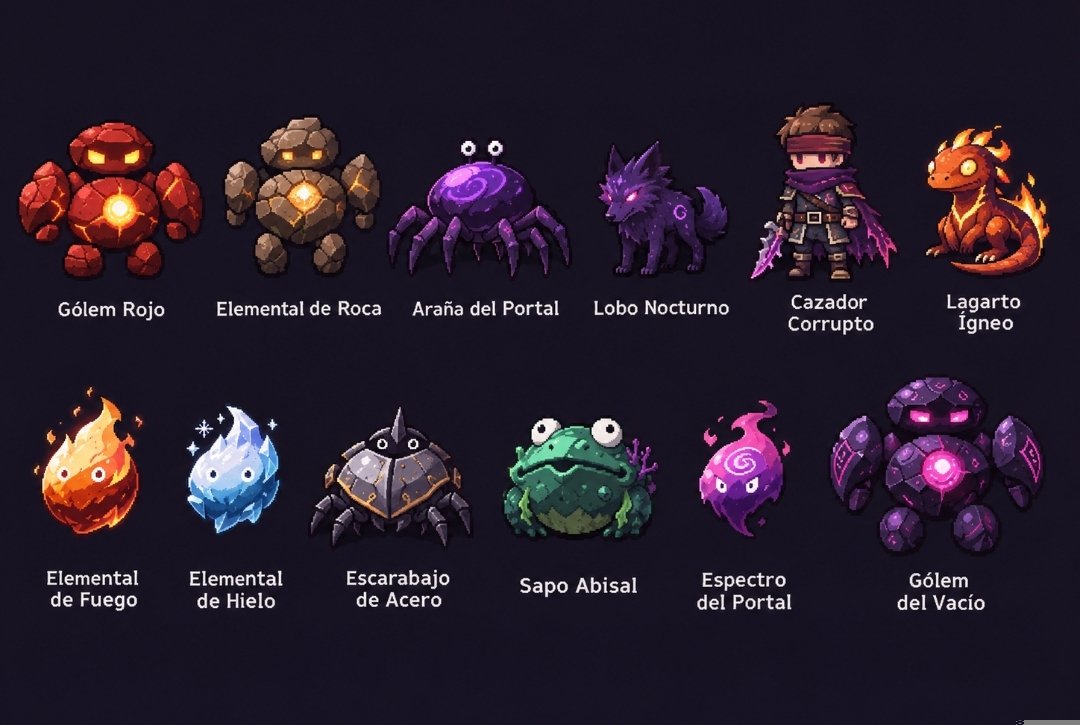 Gólem Rojo
Elemental de Roca
Araña del Portal
Lobo Nocturno
Cazador
Corrupto
Lagarto
Ígneo
Elemental
de Fuego
Elemental
de Hielo
Escarabajo
de Acero
Sapo Abisal
Espectro
del Portal
Gólem
del Vacío